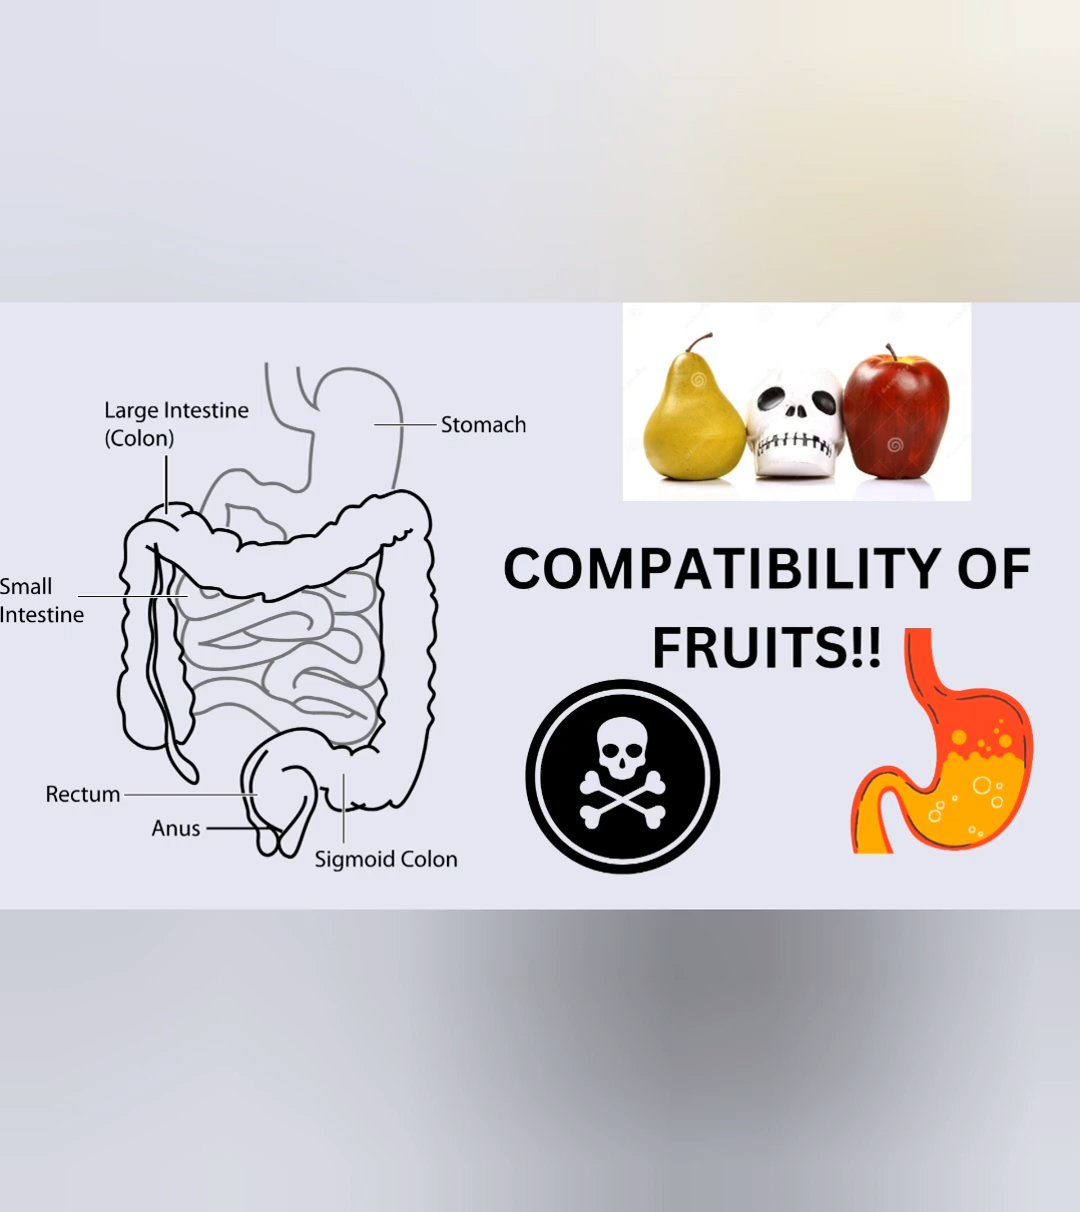 Large Intestine
(Colon)
Stomach
Small
Intestine
Rectum
Anus
Sigmoid Colon
COMPATIBILITY OF
FRUITS!!